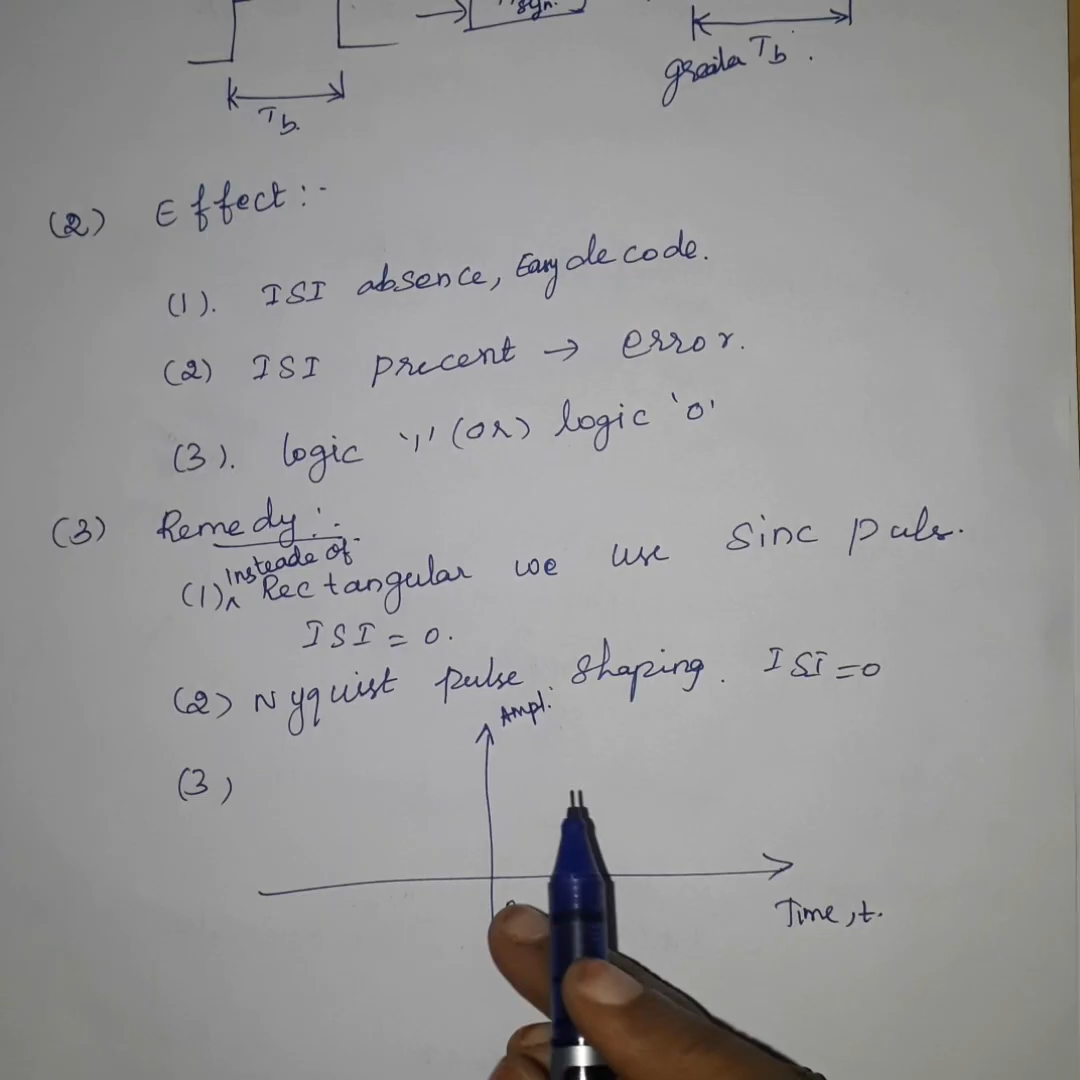 syn.
Tb.
greater Tb.
(2) Effect :-
(1). ISI absence, Easy decode.
(2) ISI precent → error.
(3). logic '1' (OR) logic '0'
(3) Remedy :-
insteade of
(1) ^ Rectangular we use Sinc puls.
ISI = 0.
(2) Nyquist pulse shaping. ISI = 0
Ampl.
(3)
Time, t.